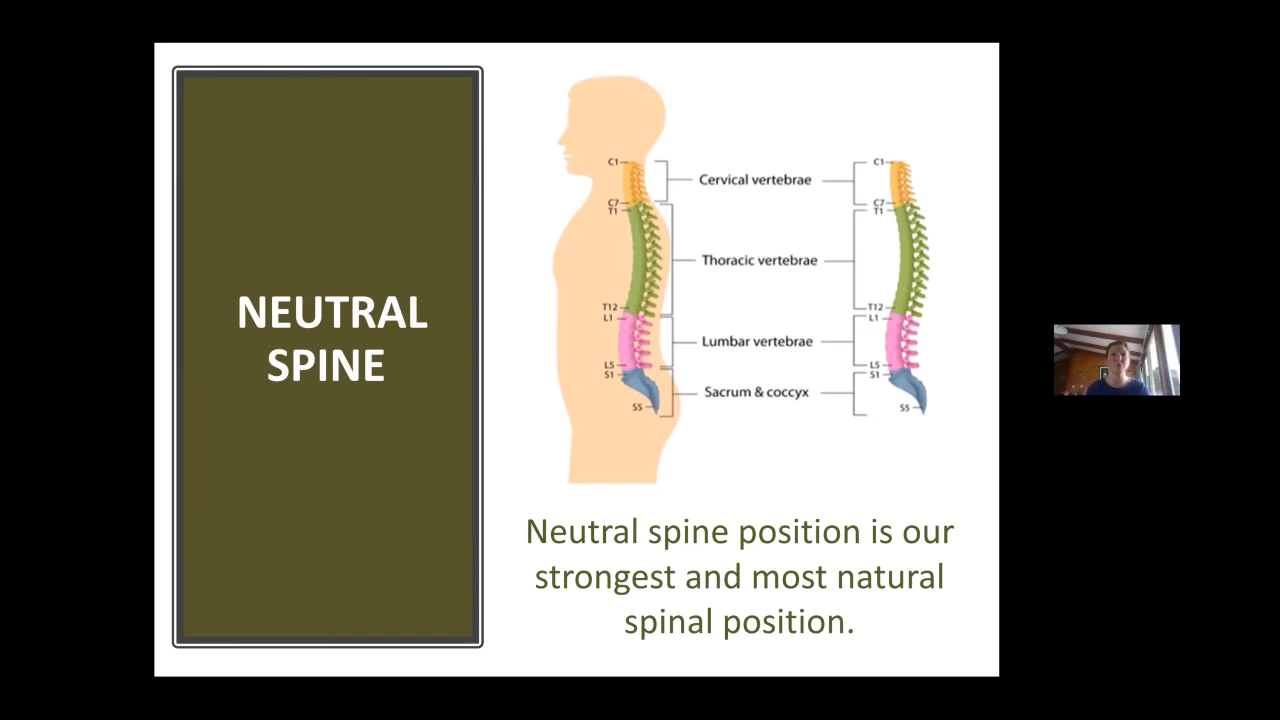 NEUTRAL
SPINE
C1
C7
T1
T12
L1
L5
S1
S5
Cervical vertebrae
Thoracic vertebrae
Lumbar vertebrae
Sacrum & coccyx
C1
C7
T1
T12
L1
L5
S1
S5
Neutral spine position is our
strongest and most natural
spinal position.